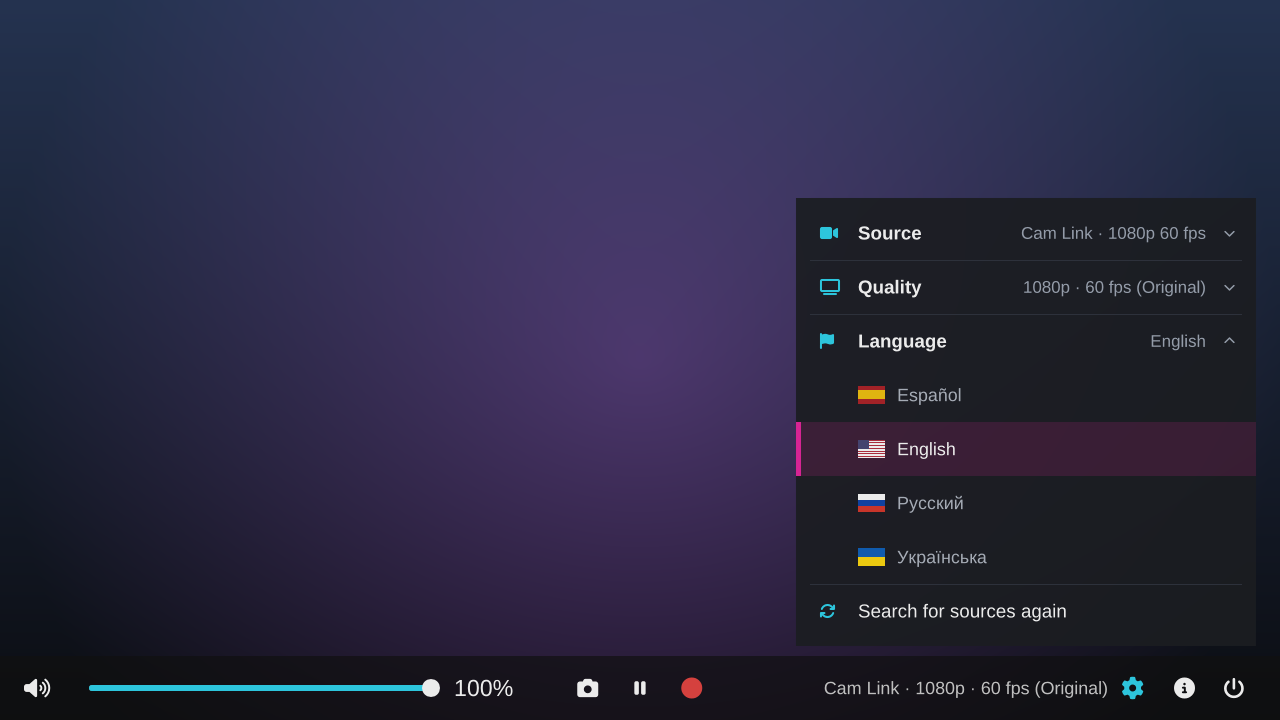 Source Cam Link · 1080p 60 fps
Quality 1080p · 60 fps (Original)
Language English
Español
English
Русский
Українська
Search for sources again
100% Cam Link · 1080p · 60 fps (Original)